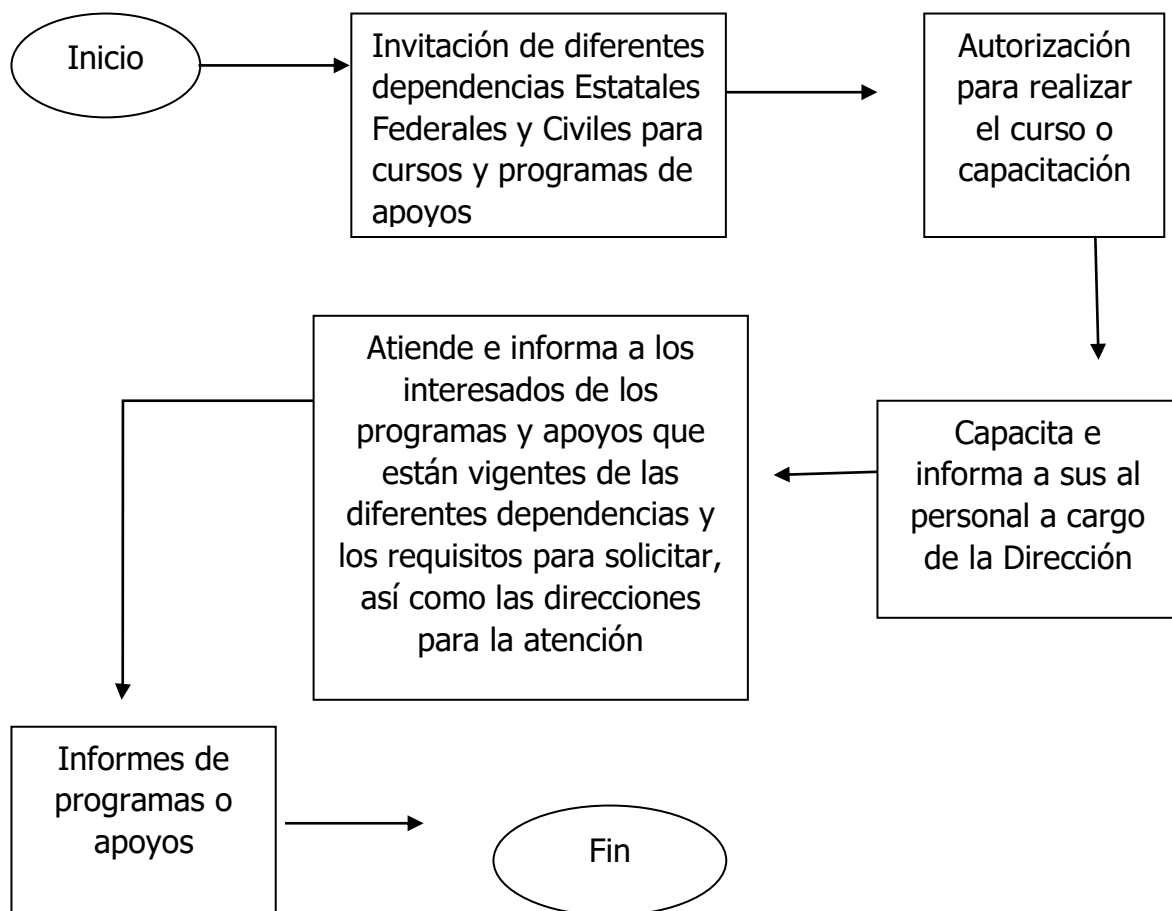 Inicio
Invitación de diferentes
dependencias Estatales
Federales y Civiles para
cursos y programas de
apoyos
Autorización
para realizar
el curso o
capacitación
Capacita e
informa a sus al
personal a cargo
de la Dirección
Atiende e informa a los
interesados de los
programas y apoyos que
están vigentes de las
diferentes dependencias y
los requisitos para solicitar,
así como las direcciones
para la atención
Informes de
programas o
apoyos
Fin